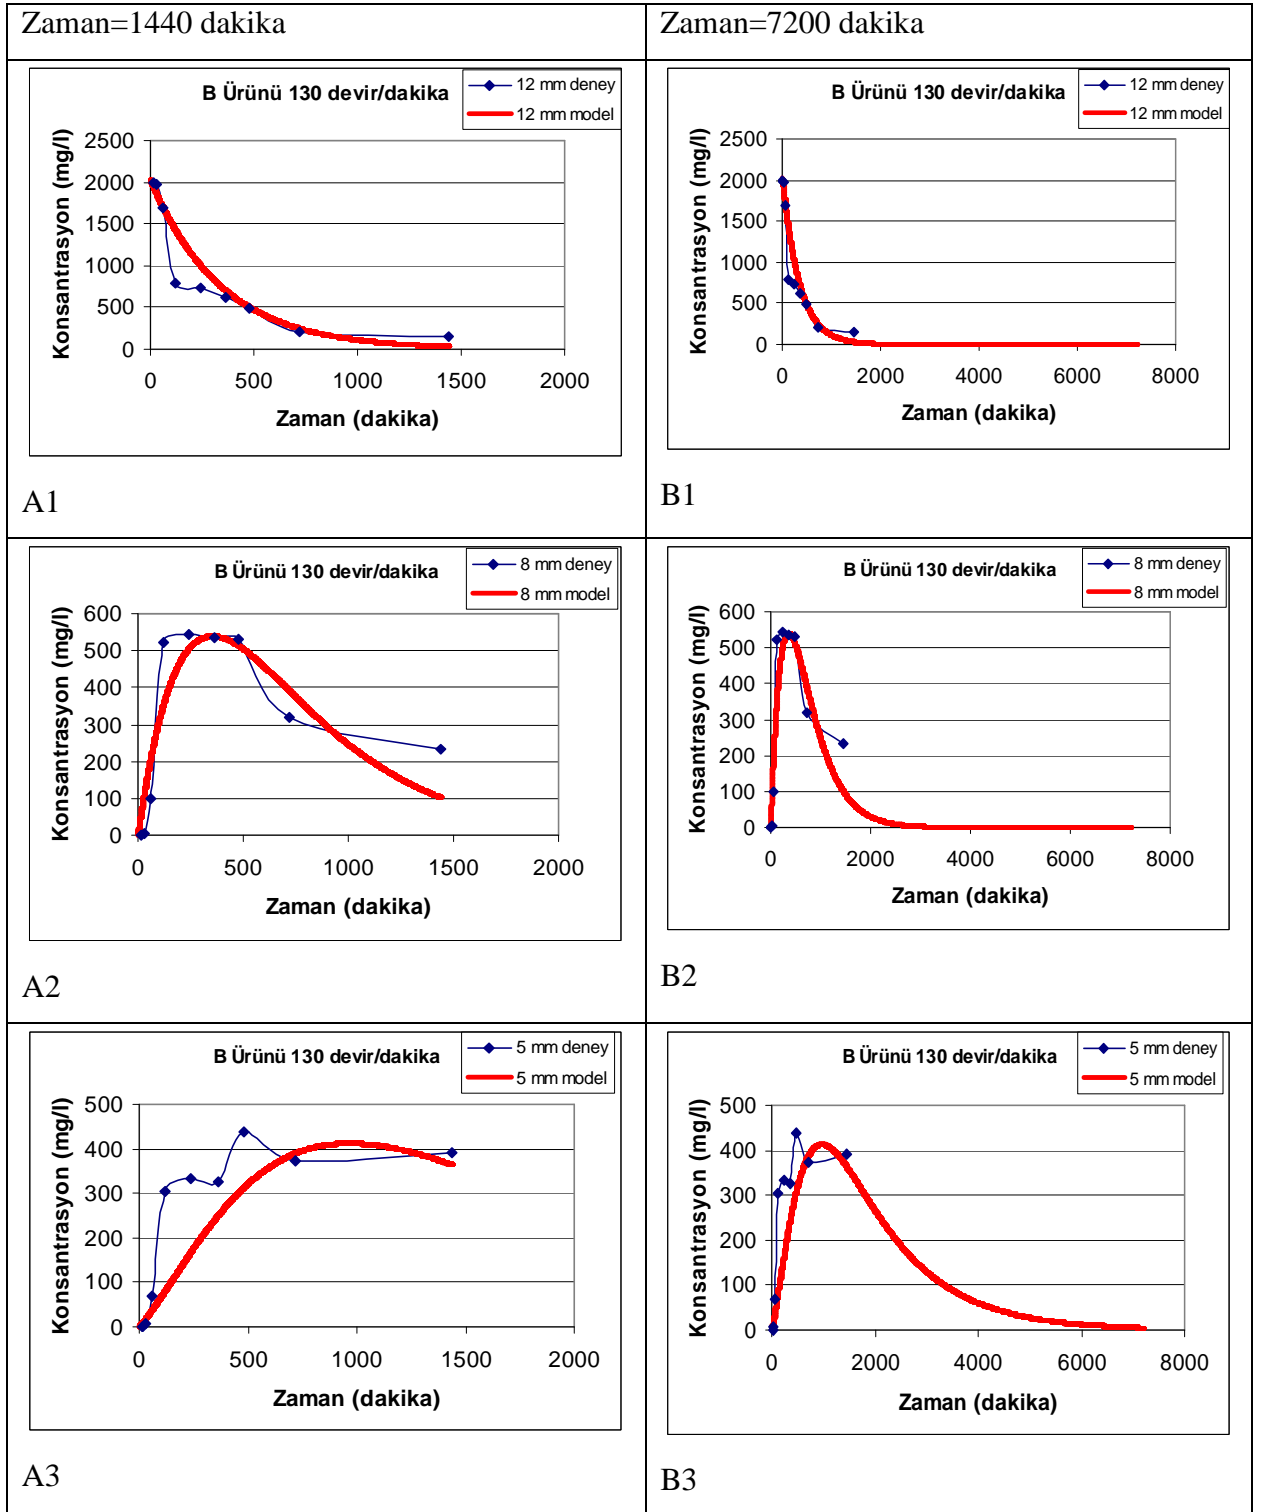 Zaman=1440 dakika
Zaman=7200 dakika
B Ürünü 130 devir/dakika
12 mm deney
12 mm model
Konsantrasyon (mg/l)
2500
2000
1500
1000
500
0
0 500 1000 1500 2000
Zaman (dakika)
A1
B Ürünü 130 devir/dakika
12 mm deney
12 mm model
Konsantrasyon (mg/l)
2500
2000
1500
1000
500
0
0 2000 4000 6000 8000
Zaman (dakika)
B1
B Ürünü 130 devir/dakika
8 mm deney
8 mm model
Konsantrasyon (mg/l)
600
500
400
300
200
100
0
0 500 1000 1500 2000
Zaman (dakika)
A2
B Ürünü 130 devir/dakika
8 mm deney
8 mm model
Konsantrasyon (mg/l)
600
500
400
300
200
100
0
0 2000 4000 6000 8000
Zaman (dakika)
B2
B Ürünü 130 devir/dakika
5 mm deney
5 mm model
Konsantrasyon (mg/l)
500
400
300
200
100
0
0 500 1000 1500 2000
Zaman (dakika)
A3
B Ürünü 130 devir/dakika
5 mm deney
5 mm model
Konsantrasyon (mg/l)
500
400
300
200
100
0
0 2000 4000 6000 8000
Zaman (dakika)
B3